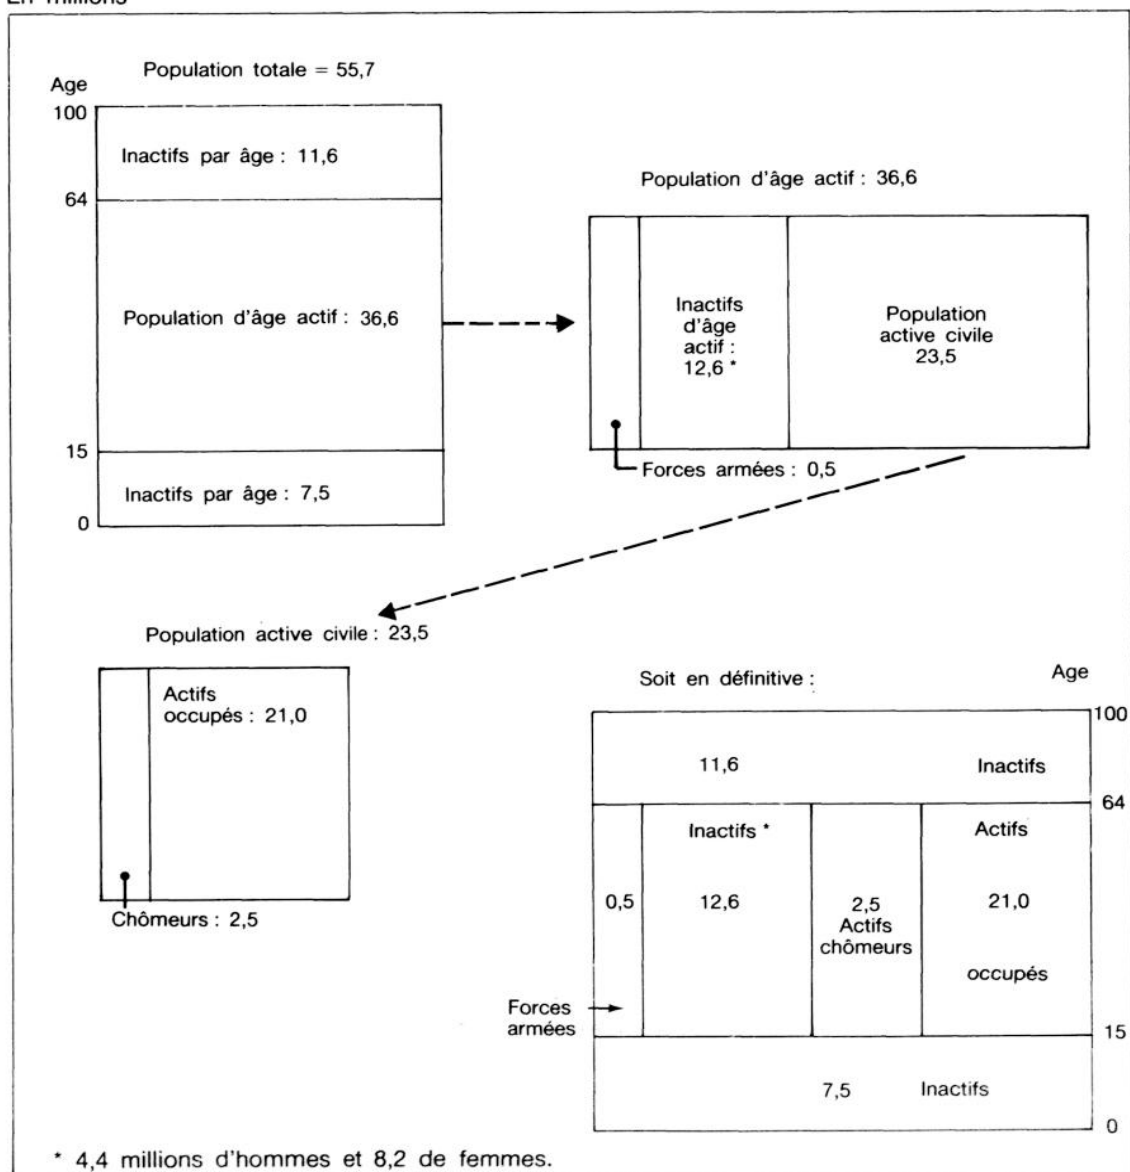 En millions
Population totale = 55,7
Age
100
Inactifs par âge : 11,6
64
Population d'âge actif : 36,6
15
Inactifs par âge : 7,5
0
Population d'âge actif : 36,6
Inactifs
d'âge
actif :
12,6 *
Population
active civile
23,5
Forces armées : 0,5
Population active civile : 23,5
Actifs
occupés : 21,0
Chômeurs : 2,5
Soit en définitive :
Age
100
11,6 Inactifs
64
Inactifs * Actifs
0,5 12,6 2,5 21,0
Actifs
chômeurs
occupés
Forces
armées
15
7,5 Inactifs
0
* 4,4 millions d'hommes et 8,2 de femmes.